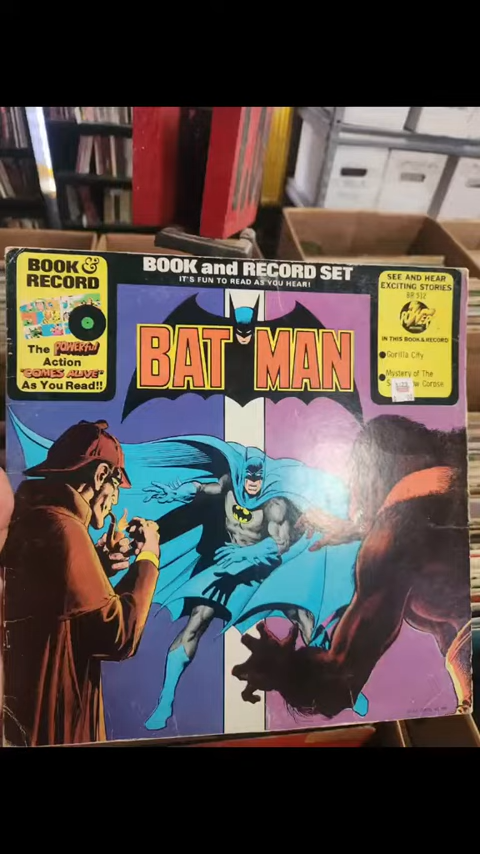 BOOK and RECORD SET
IT'S FUN TO READ AS YOU HEAR!
BOOK &
RECORD
The POWERFUL
Action
"COMES ALIVE"
As You Read!!
BATMAN
SEE AND HEAR
EXCITING STORIES
BR 512
POWER
IN THIS BOOK & RECORD
Gorilla City
Mystery of The
Corpse